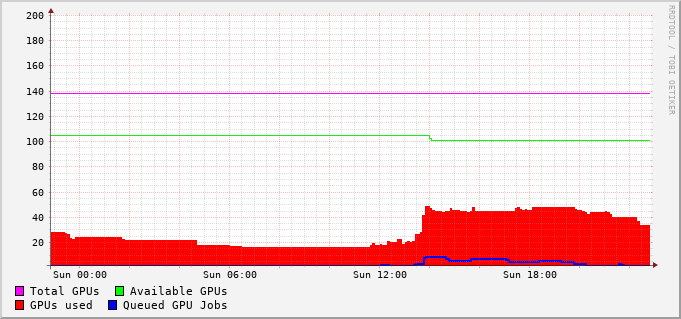 200
180
160
140
120
100
80
60
40
20
Sun 00:00 Sun 06:00 Sun 12:00 Sun 18:00
Total GPUs Available GPUs
GPUs used Queued GPU Jobs
RRDTOOL / TOBI OETIKER